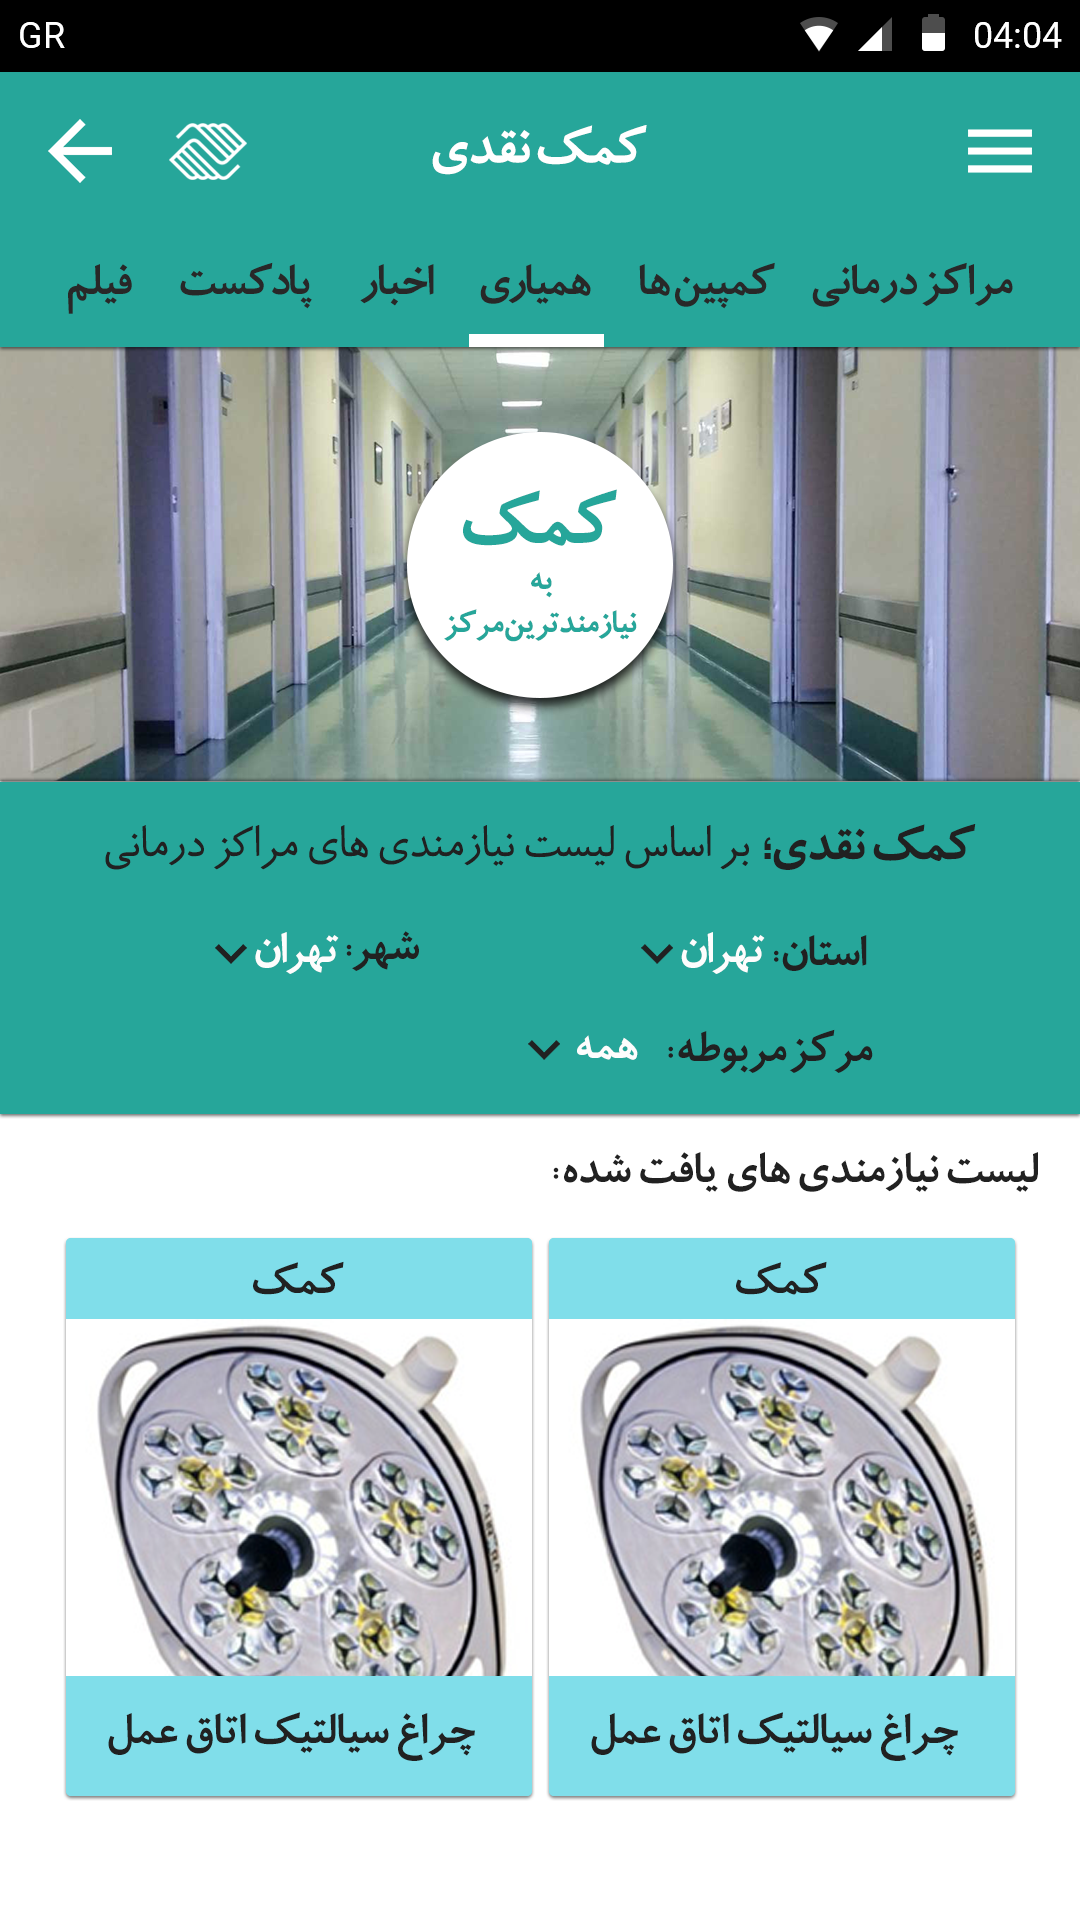 GR 04:04
کمک نقدی
مراکز درمانی کمپین‌ها همیاری اخبار پادکست فیلم
کمک
به
نیازمندترین‌مرکز
کمک نقدی؛ بر اساس لیست نیازمندی های مراکز درمانی
استان: تهران شهر: تهران
مرکز مربوطه: همه
لیست نیازمندی های یافت شده:
کمک کمک
چراغ سیالتیک اتاق عمل چراغ سیالتیک اتاق عمل